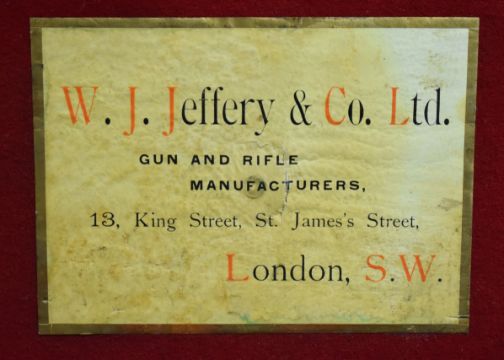 W. J. Jeffery & Co. Ltd.
GUN AND RIFLE
MANUFACTURERS,
13, King Street, St. James's Street,
London, S.W.